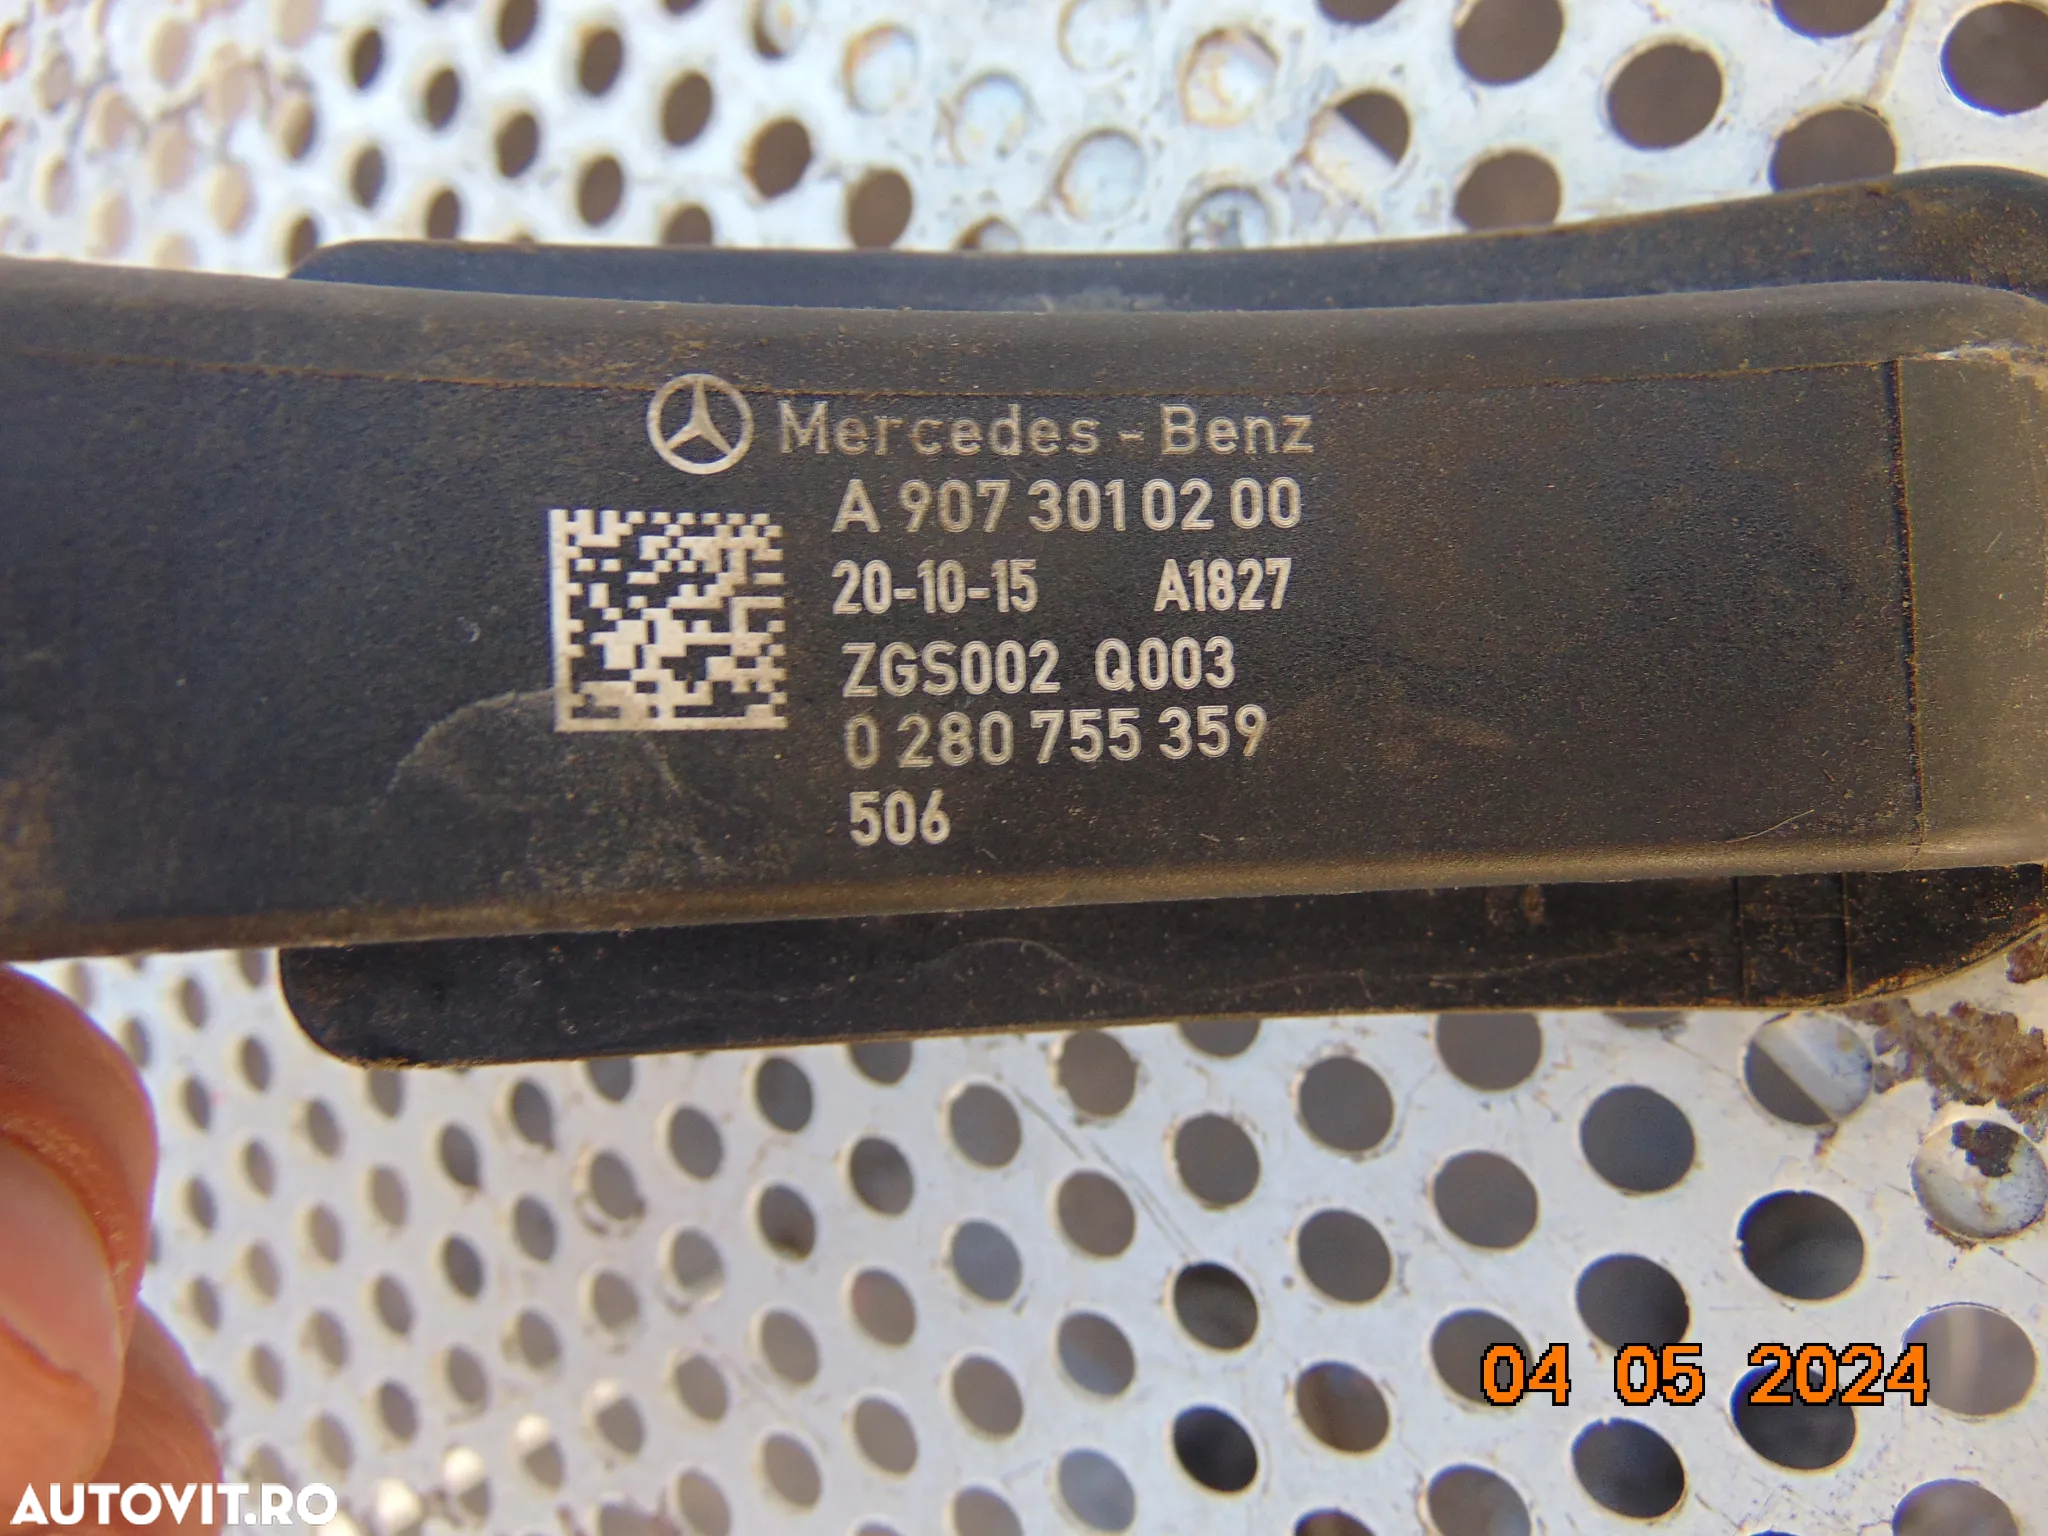 Mercedes-Benz
A 907 301 02 00
20-10-15 A1827
ZGS002 Q003
0 280 755 359
506
04 05 2024
AUTOVIT.RO